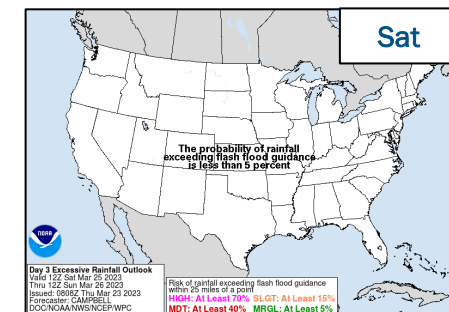 Sat
The probability of rainfall
exceeding flash flood guidance
is less than 5 percent
NOAA
Day 3 Excessive Rainfall Outlook
Valid 12Z Sat Mar 25 2023
Thru 12Z Sun Mar 26 2023
Issued: 0808Z Thu Mar 23 2023
Forecaster: CAMPBELL
DOC/NOAA/NWS/NCEP/WPC
Risk of rainfall exceeding flash flood guidance
within 25 miles of a point
HIGH: At Least 70% SLGT: At Least 15%
MDT: At Least 40% MRGL: At Least 5%